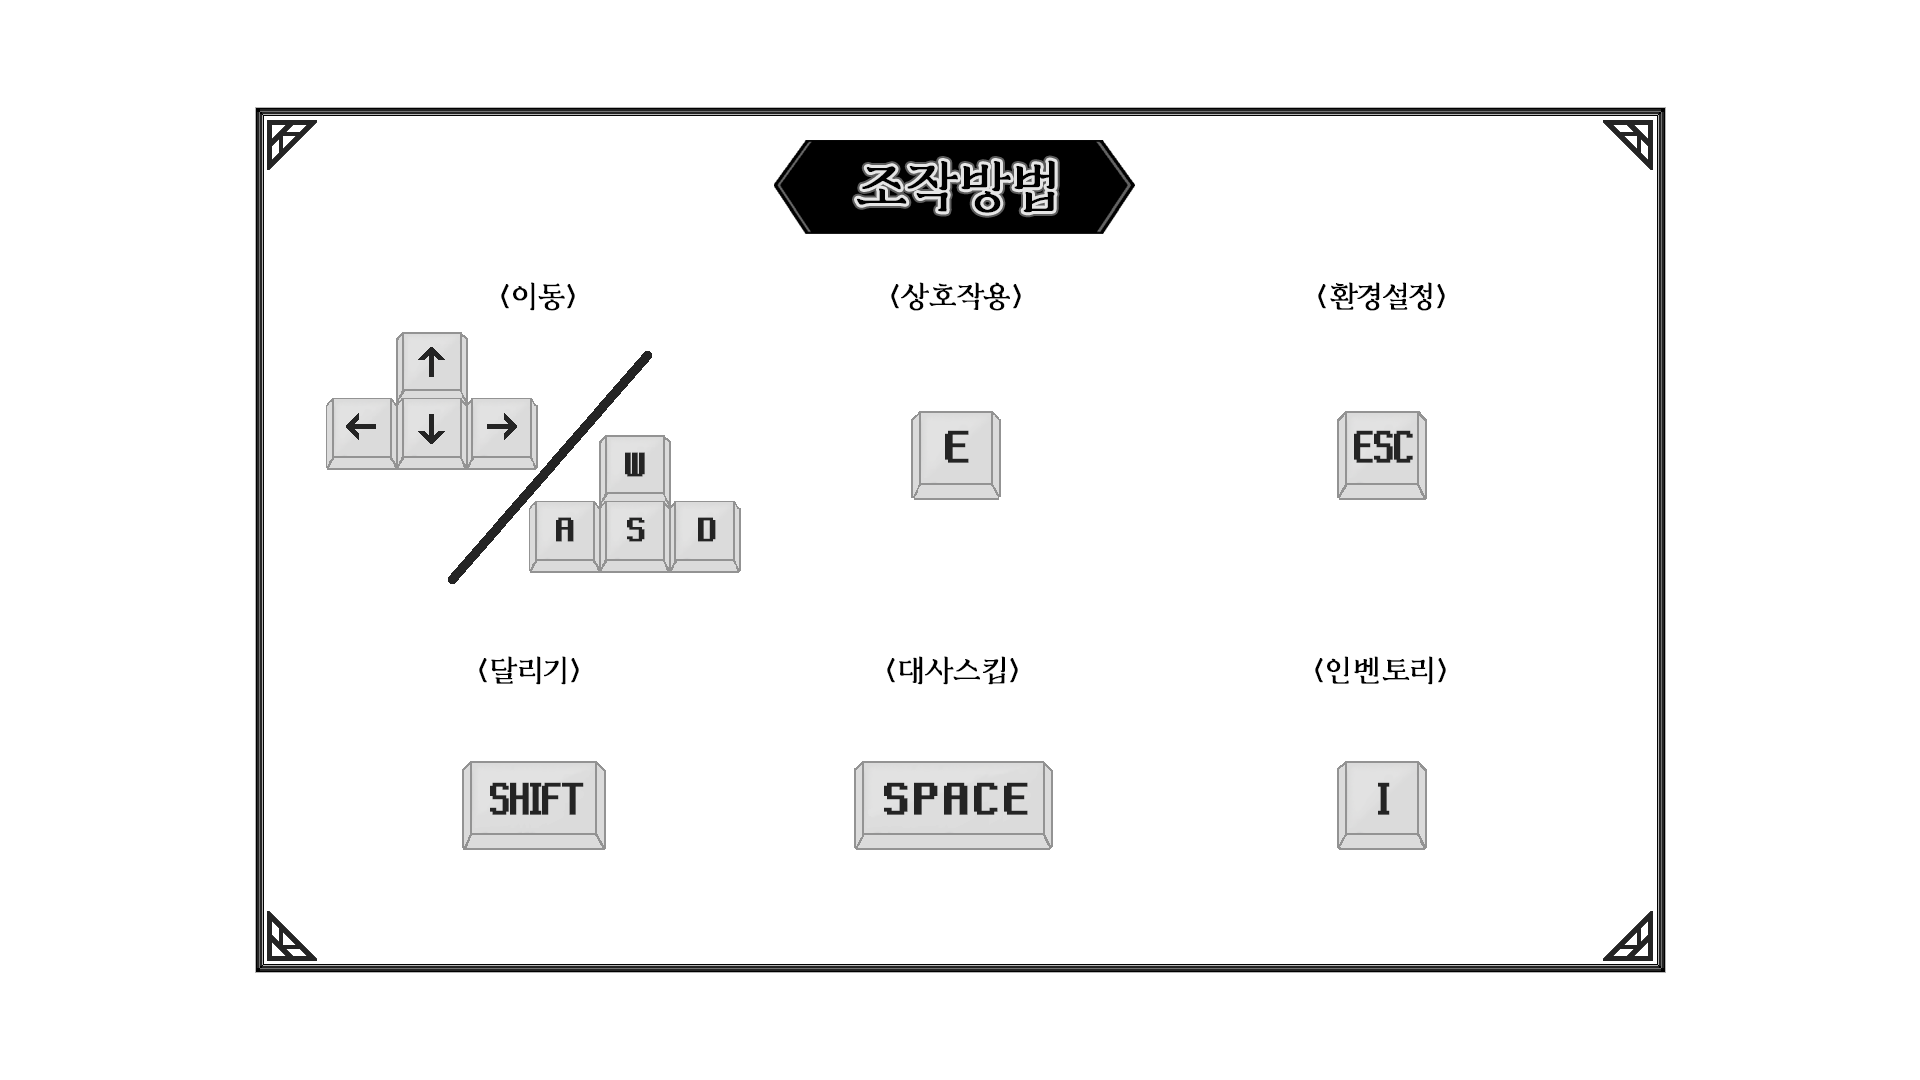 조작방법
<이동>
<상호작용>
<환경설정>
↑
← ↓ →
W
A S D
E
ESC
<달리기>
<대사스킵>
<인벤토리>
SHIFT
SPACE
I